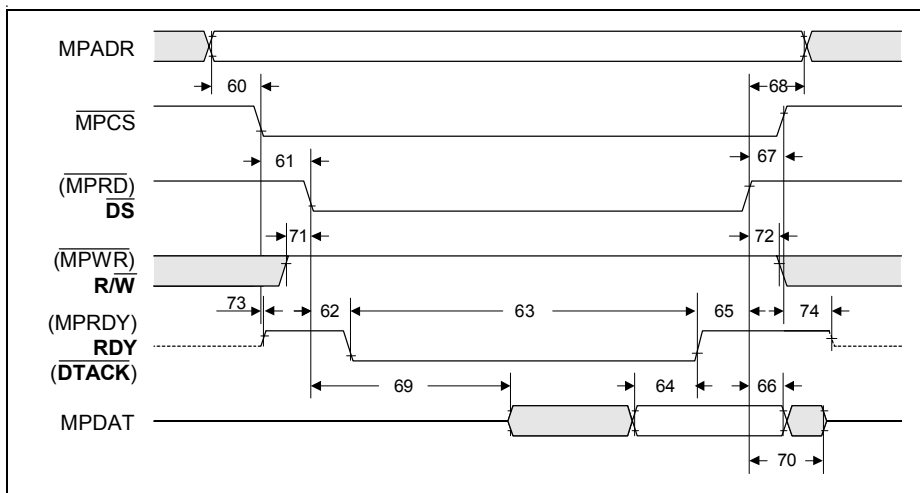 MPADR
60
68
MPCS
61
67
(MPRD)
DS
71
72
(MPWR)
R/W
73
62
63
65
74
(MPRDY)
RDY
(DTACK)
69
64
66
MPDAT
70